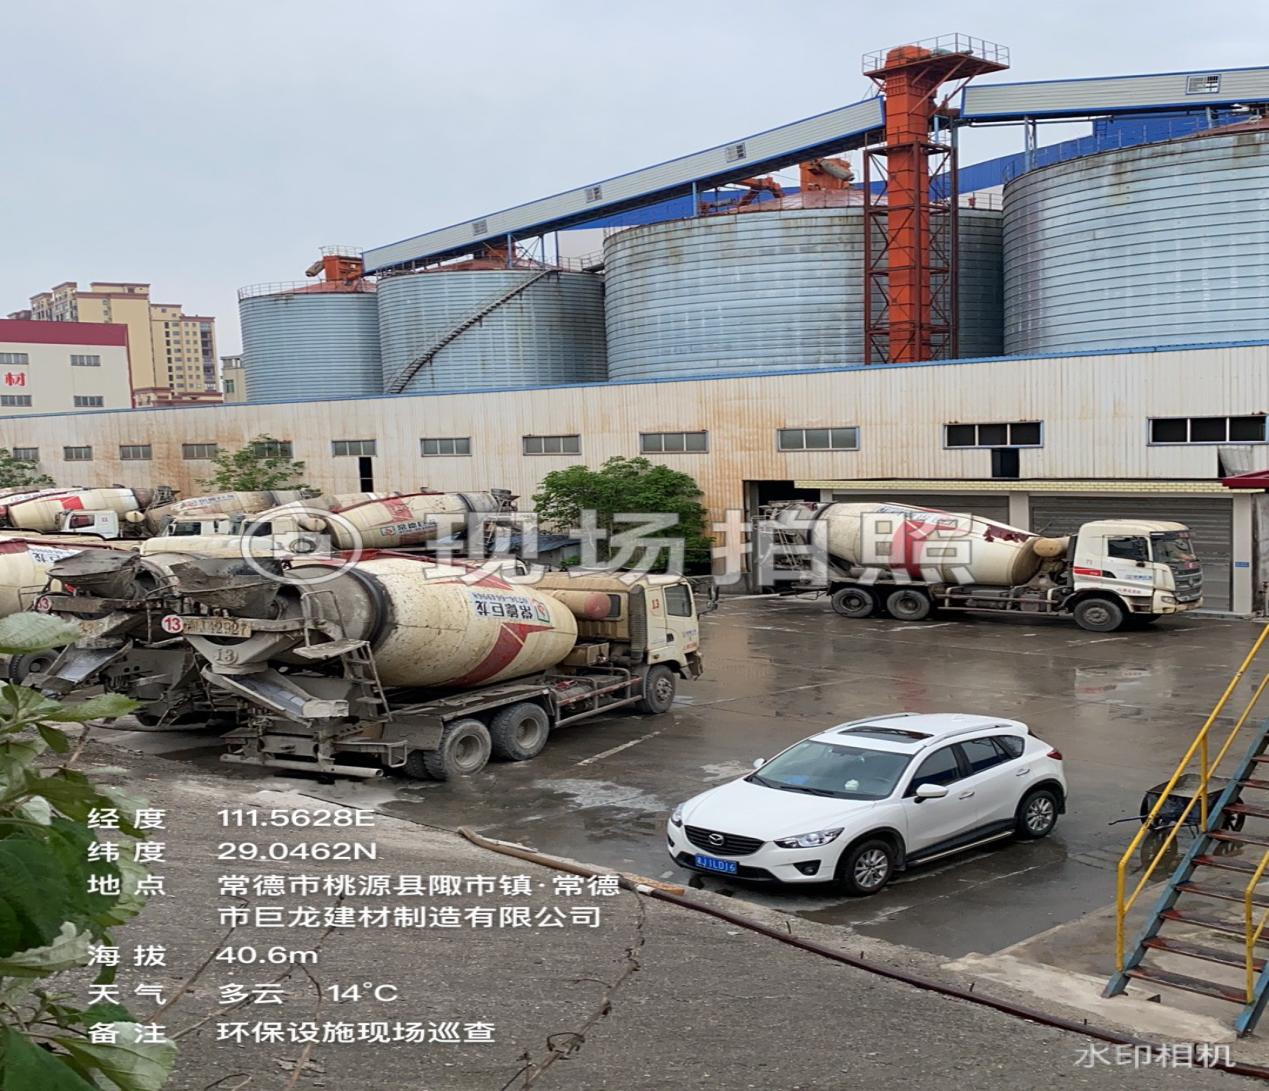 材
现场拍照
常德巨龙
13
13
13
湘J1LD16
经度 111.5628E
纬度 29.0462N
地点 常德市桃源县陬市镇·常德
市巨龙建材制造有限公司
海拔 40.6m
天气 多云 14°C
备注 环保设施现场巡查
水印相机